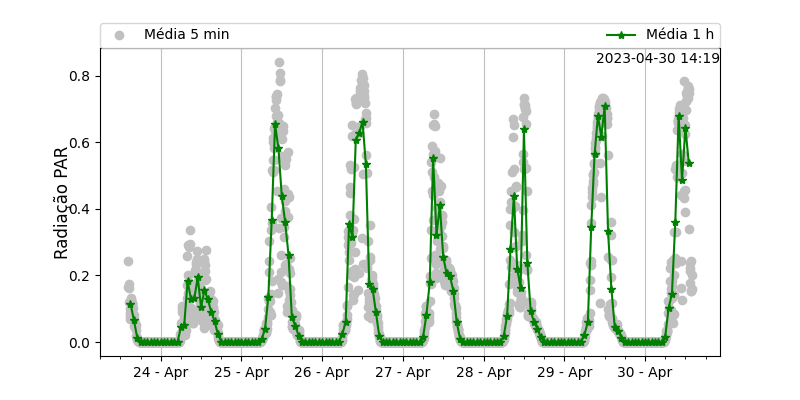 Média 5 min
Média 1 h
2023-04-30 14:19
Radiação PAR
0.8
0.6
0.4
0.2
0.0
24 - Apr
25 - Apr
26 - Apr
27 - Apr
28 - Apr
29 - Apr
30 - Apr